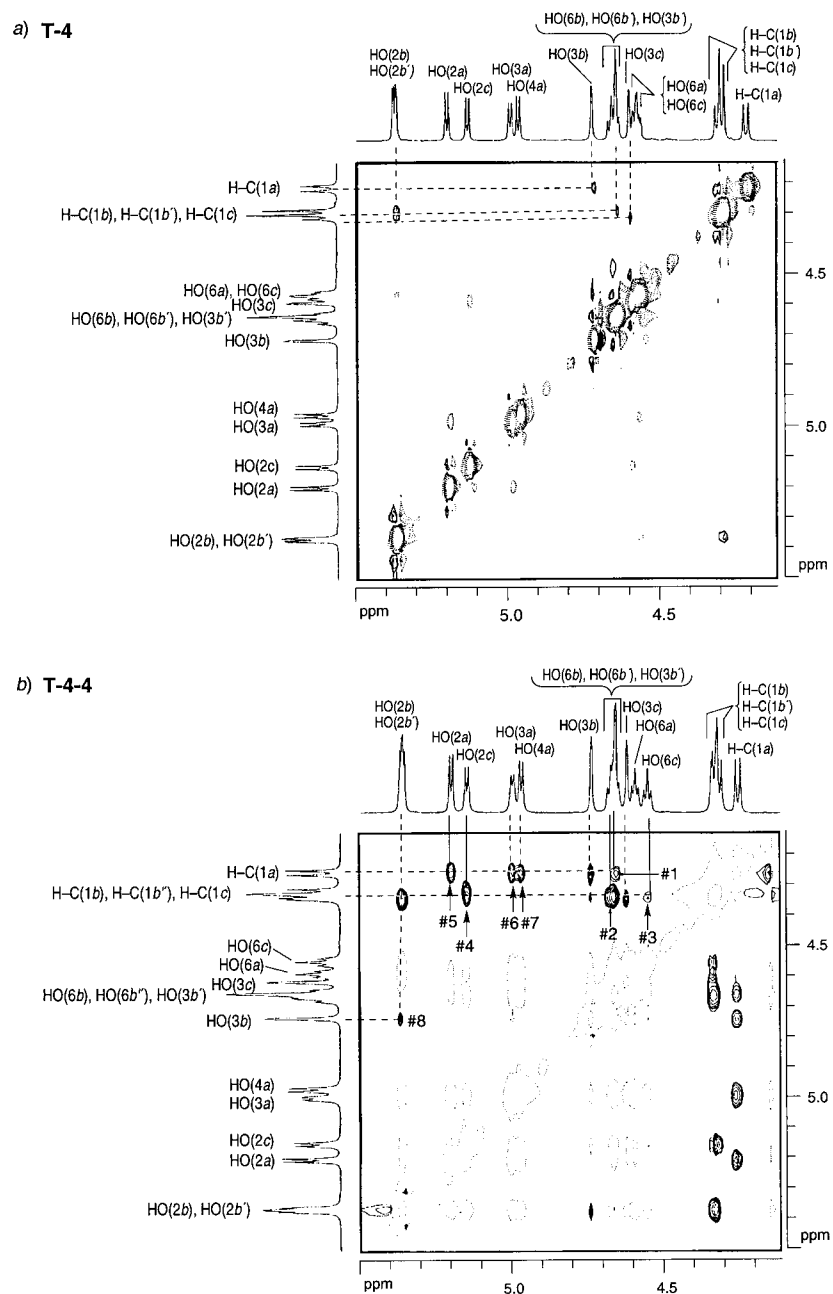 a) T-4
HO(6b), HO(6b´), HO(3b´)
HO(2b)
HO(2b´)
HO(2a)
HO(2c)
HO(3a)
HO(4a)
HO(3b)
HO(3c)
HO(6a)
HO(6c)
H–C(1b)
H–C(1b´)
H–C(1c)
H–C(1a)
H–C(1a)
H–C(1b), H–C(1b´), H–C(1c)
HO(6a), HO(6c)
HO(3c)
HO(6b), HO(6b´), HO(3b´)
HO(3b)
HO(4a)
HO(3a)
HO(2c)
HO(2a)
HO(2b), HO(2b´)
4.5
5.0
ppm
ppm 5.0 4.5
b) T-4-4
HO(6b), HO(6b´), HO(3b´)
HO(2b)
HO(2b´)
HO(2a)
HO(2c)
HO(3a)
HO(4a)
HO(3b)
HO(3c)
HO(6a)
HO(6c)
H–C(1b)
H–C(1b´)
H–C(1c)
H–C(1a)
H–C(1a)
H–C(1b), H–C(1b″), H–C(1c)
HO(6c)
HO(6a)
HO(3c)
HO(6b), HO(6b″), HO(3b´)
HO(3b)
HO(4a)
HO(3a)
HO(2c)
HO(2a)
HO(2b), HO(2b´)
#1
#5
#4
#6
#7
#2
#3
#8
4.5
5.0
ppm
ppm 5.0 4.5